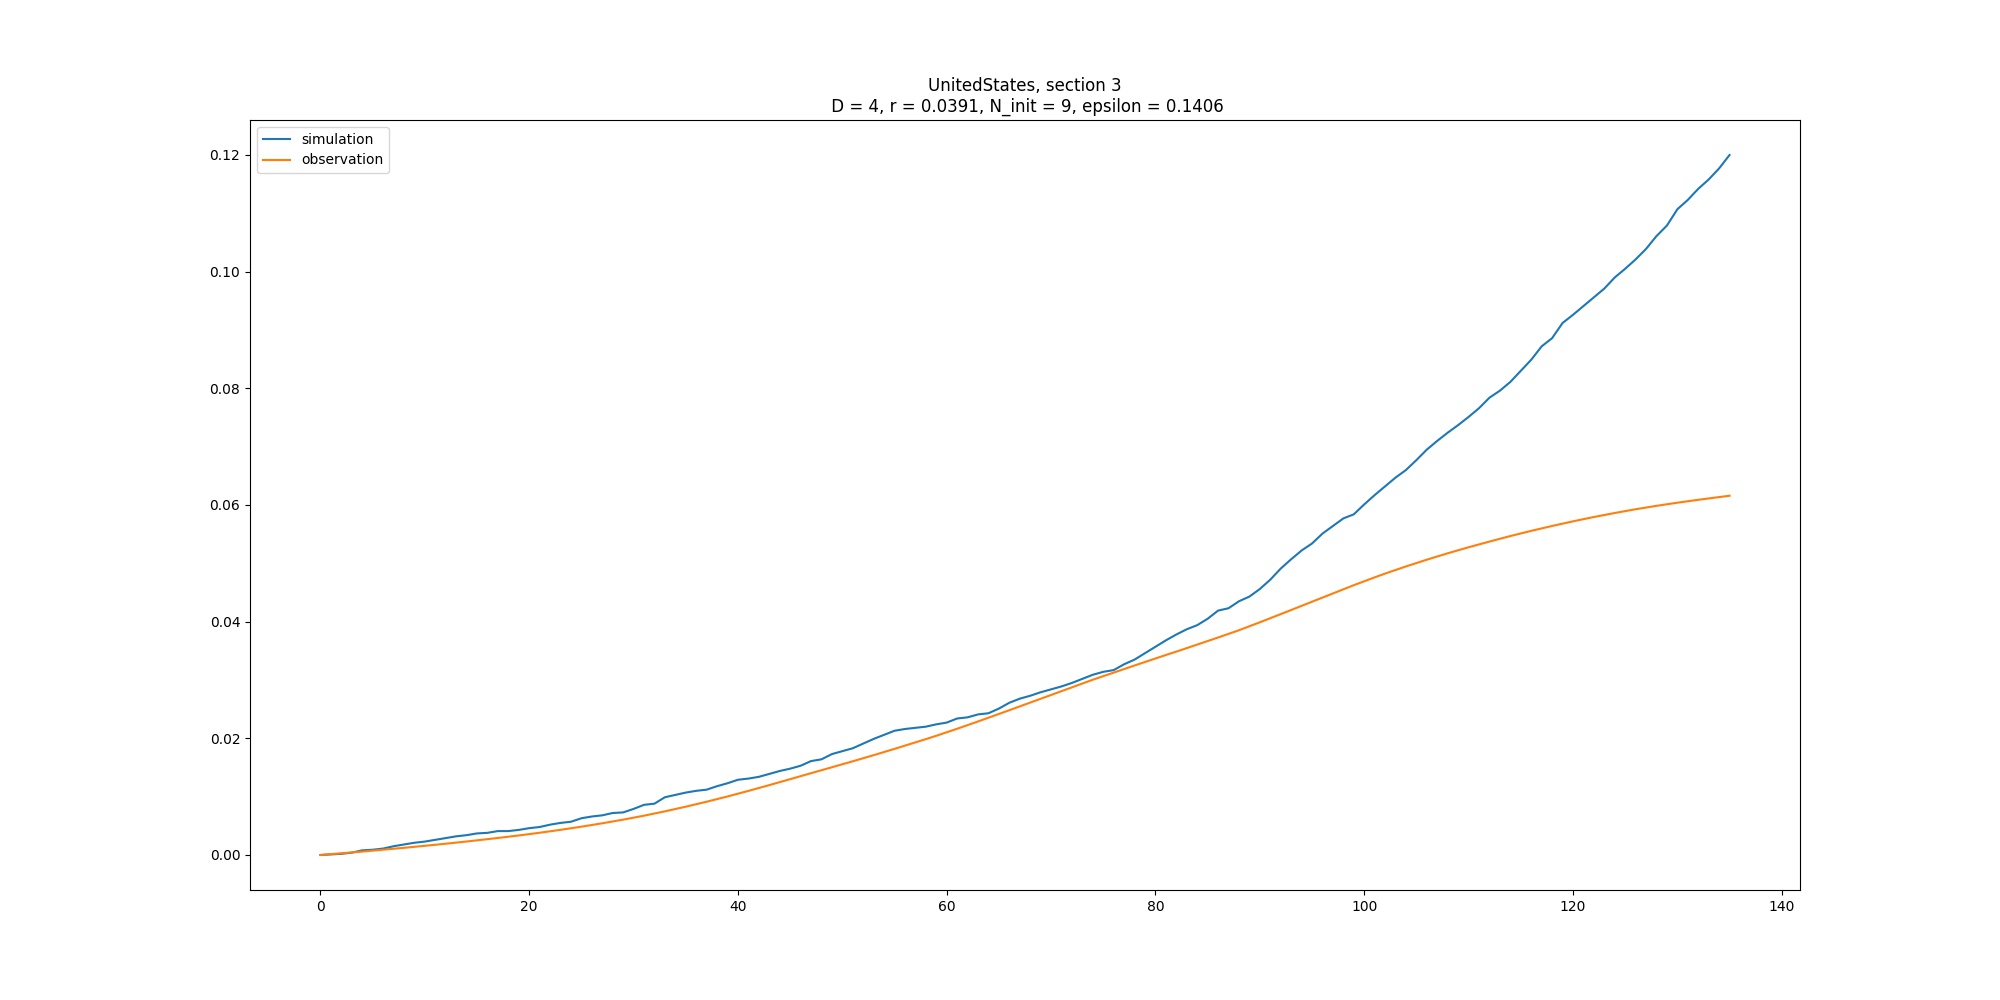 UnitedStates, section 3
D = 4, r = 0.0391, N_init = 9, epsilon = 0.1406
simulation
observation
0.12
0.10
0.08
0.06
0.04
0.02
0.00
0 20 40 60 80 100 120 140